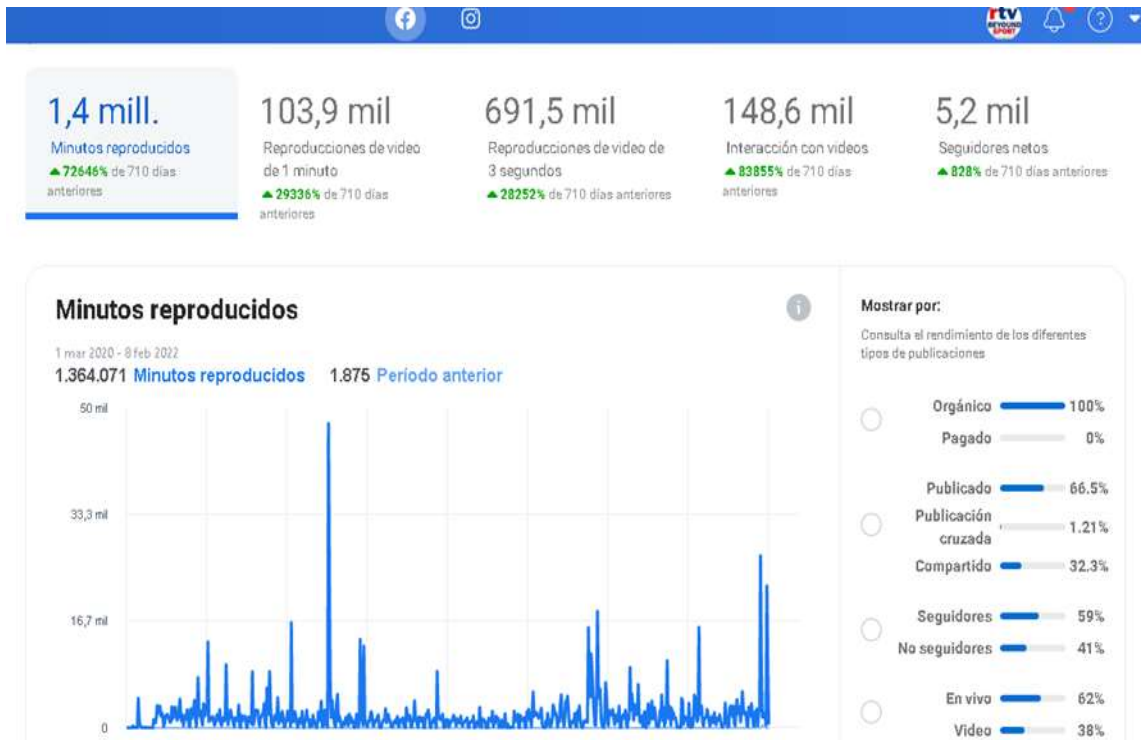 rtv
BEYOUND
SPORT
1,4 mill.
Minutos reproducidos
72646% de 710 días
anteriores
103,9 mil
Reproducciones de video
de 1 minuto
29336% de 710 días
anteriores
691,5 mil
Reproducciones de video de
3 segundos
28252% de 710 días anteriores
148,6 mil
Interacción con videos
83855% de 710 días
anteriores
5,2 mil
Seguidores netos
828% de 710 días anteriores
Minutos reproducidos
1 mar 2020 - 8 feb 2022
1.364.071 Minutos reproducidos 1.875 Período anterior
50 mil
33,3 mil
16,7 mil
0
Mostrar por:
Consulta el rendimiento de los diferentes
tipos de publicaciones
Orgánico 100%
Pagado 0%
Publicado 66.5%
Publicación
cruzada 1.21%
Compartido 32.3%
Seguidores 59%
No seguidores 41%
En vivo 62%
Video 38%